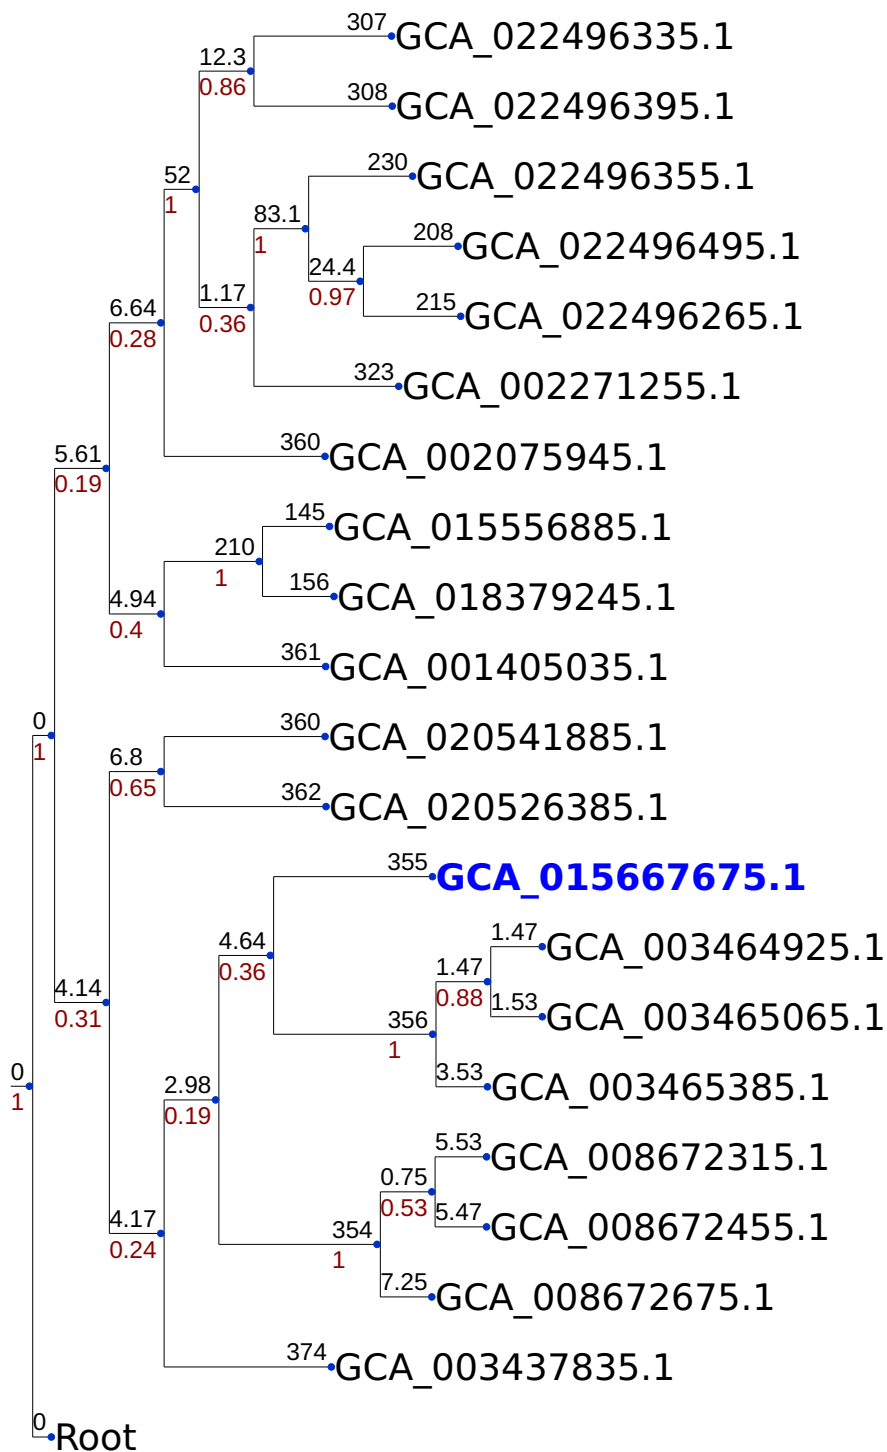 307
GCA_022496335.1
12.3
0.86
308
GCA_022496395.1
230
GCA_022496355.1
52
1
83.1
1
208
GCA_022496495.1
24.4
0.97
1.17
0.36
215
GCA_022496265.1
6.64
0.28
323
GCA_002271255.1
360
GCA_002075945.1
5.61
0.19
145
GCA_015556885.1
210
1
156
GCA_018379245.1
4.94
0.4
361
GCA_001405035.1
0
1
360
GCA_020541885.1
6.8
0.65
362
GCA_020526385.1
355
GCA_015667675.1
4.64
0.36
1.47
GCA_003464925.1
1.47
0.88
4.14
0.31
1.53
GCA_003465065.1
356
1
0
1
3.53
GCA_003465385.1
2.98
0.19
5.53
GCA_008672315.1
0.75
0.53
4.17
0.24
5.47
GCA_008672455.1
354
1
7.25
GCA_008672675.1
374
GCA_003437835.1
0
Root